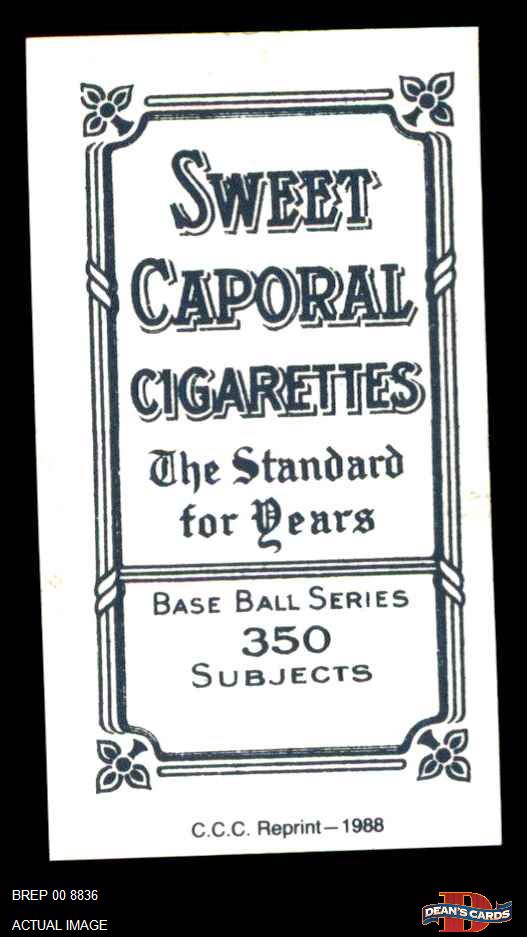 SWEET
CAPORAL
CIGARETTES
The Standard
for Years
BASE BALL SERIES
350
SUBJECTS
C.C.C. Reprint—1988
BREP 00 8836
ACTUAL IMAGE
D
DEAN'S CARDS